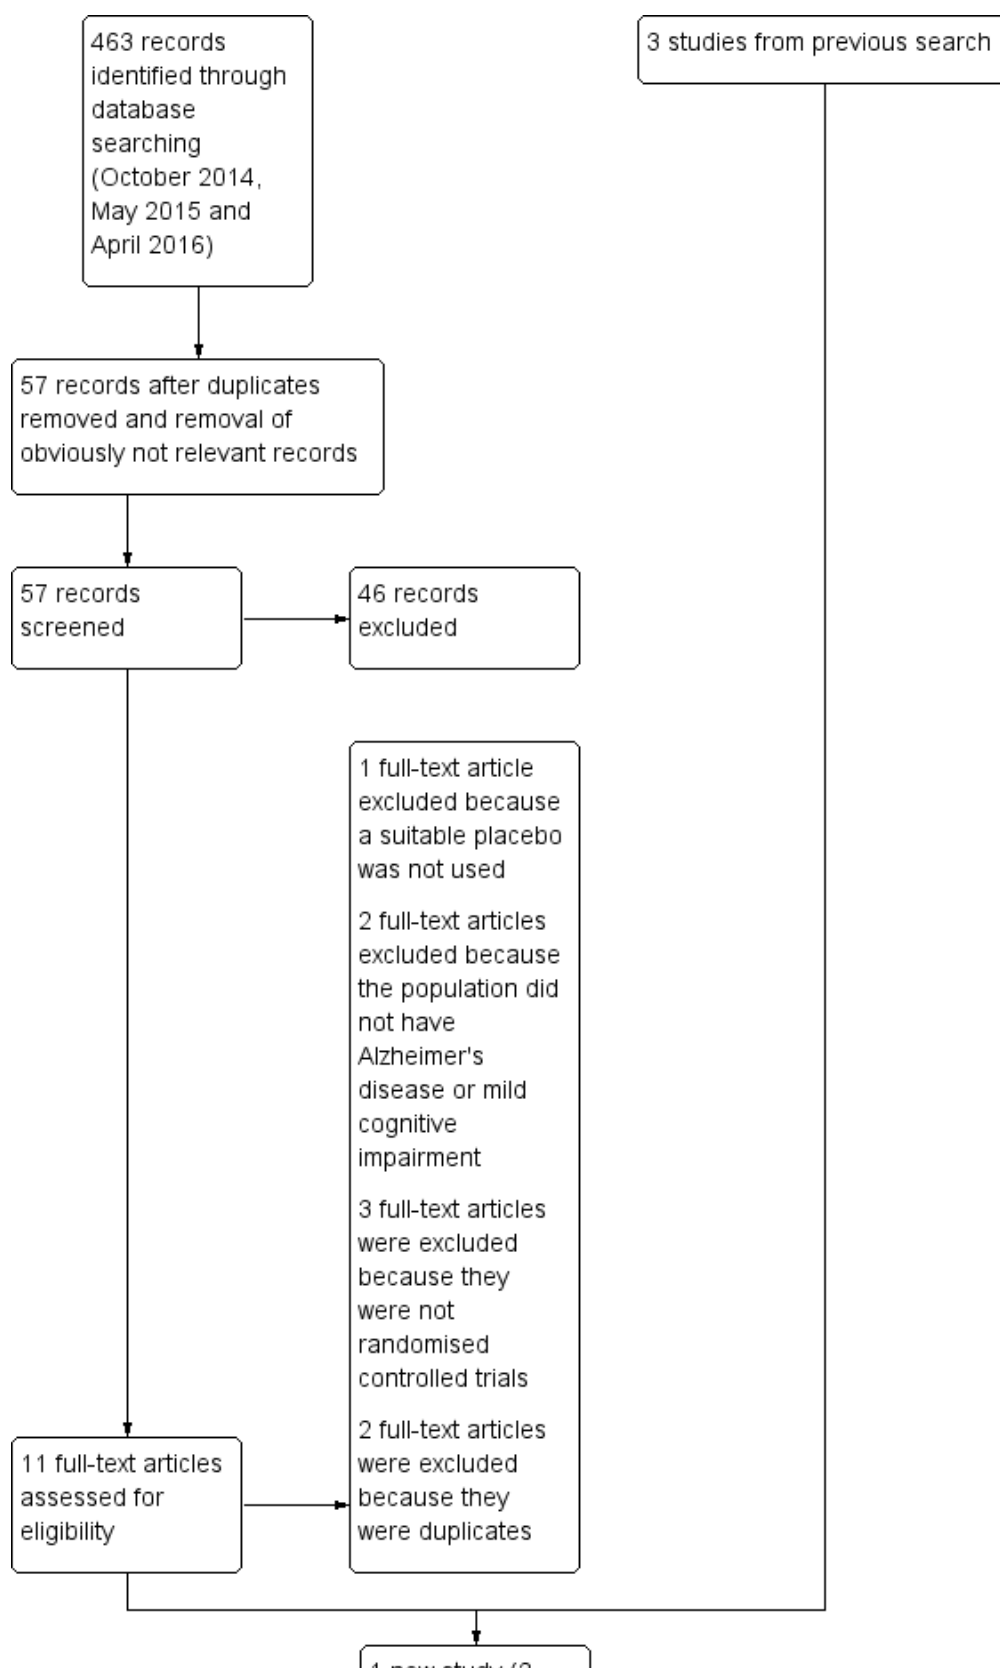 463 records
identified through
database
searching
(October 2014,
May 2015 and
April 2016)
3 studies from previous search
57 records after duplicates
removed and removal of
obviously not relevant records
57 records
screened
46 records
excluded
1 full-text article
excluded because
a suitable placebo
was not used
2 full-text articles
excluded because
the population did
not have
Alzheimer's
disease or mild
cognitive
impairment
3 full-text articles
were excluded
because they
were not
randomised
controlled trials
2 full-text articles
were excluded
because they
were duplicates
11 full-text articles
assessed for
eligibility
1 new study